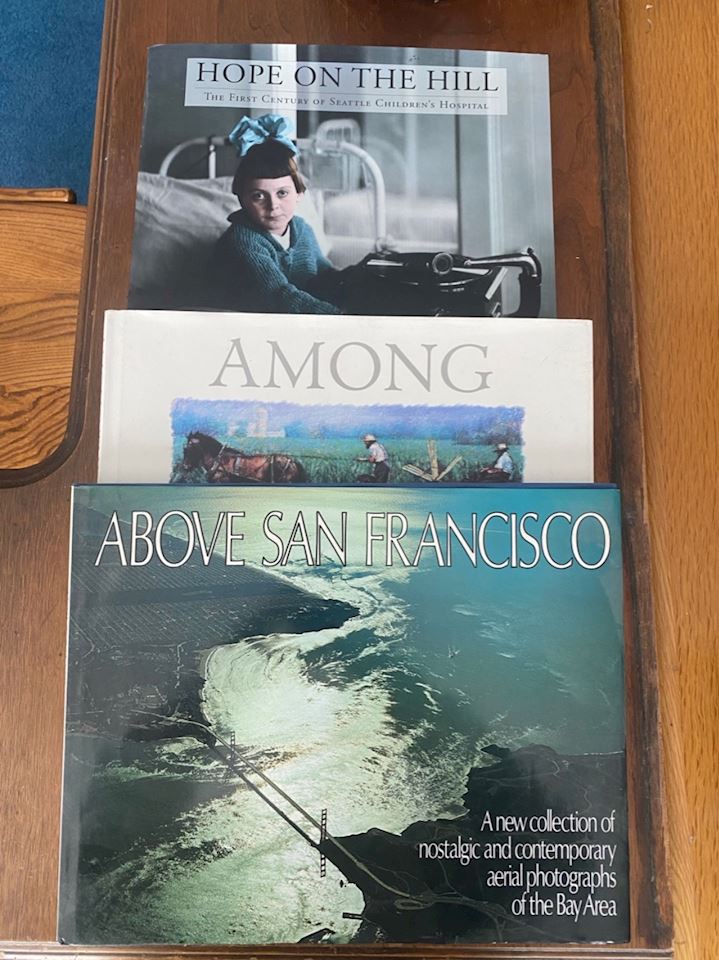 HOPE ON THE HILL
THE FIRST CENTURY OF SEATTLE CHILDREN'S HOSPITAL
AMONG
ABOVE SAN FRANCISCO
A new collection of
nostalgic and contemporary
aerial photographs
of the Bay Area